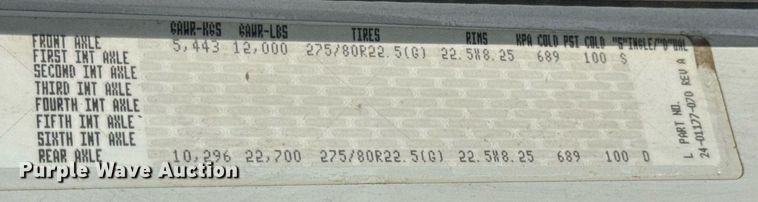 GAWR-KGS GAWR-LBS TIRES RIMS KPA COLD PSI COLD "S"INGLE/"D"UAL
FRONT AXLE 5,443 12,000 275/80R22.5(G) 22.5X8.25 689 100 S
FIRST INT AXLE
SECOND INT AXLE
THIRD INT AXLE
FOURTH INT AXLE
FIFTH INT AXLE
SIXTH INT AXLE
REAR AXLE 10,296 22,700 275/80R22.5(G) 22.5X8.25 689 100 D
L PART NO.
24-01177-070 REV A
Purple Wave Auction